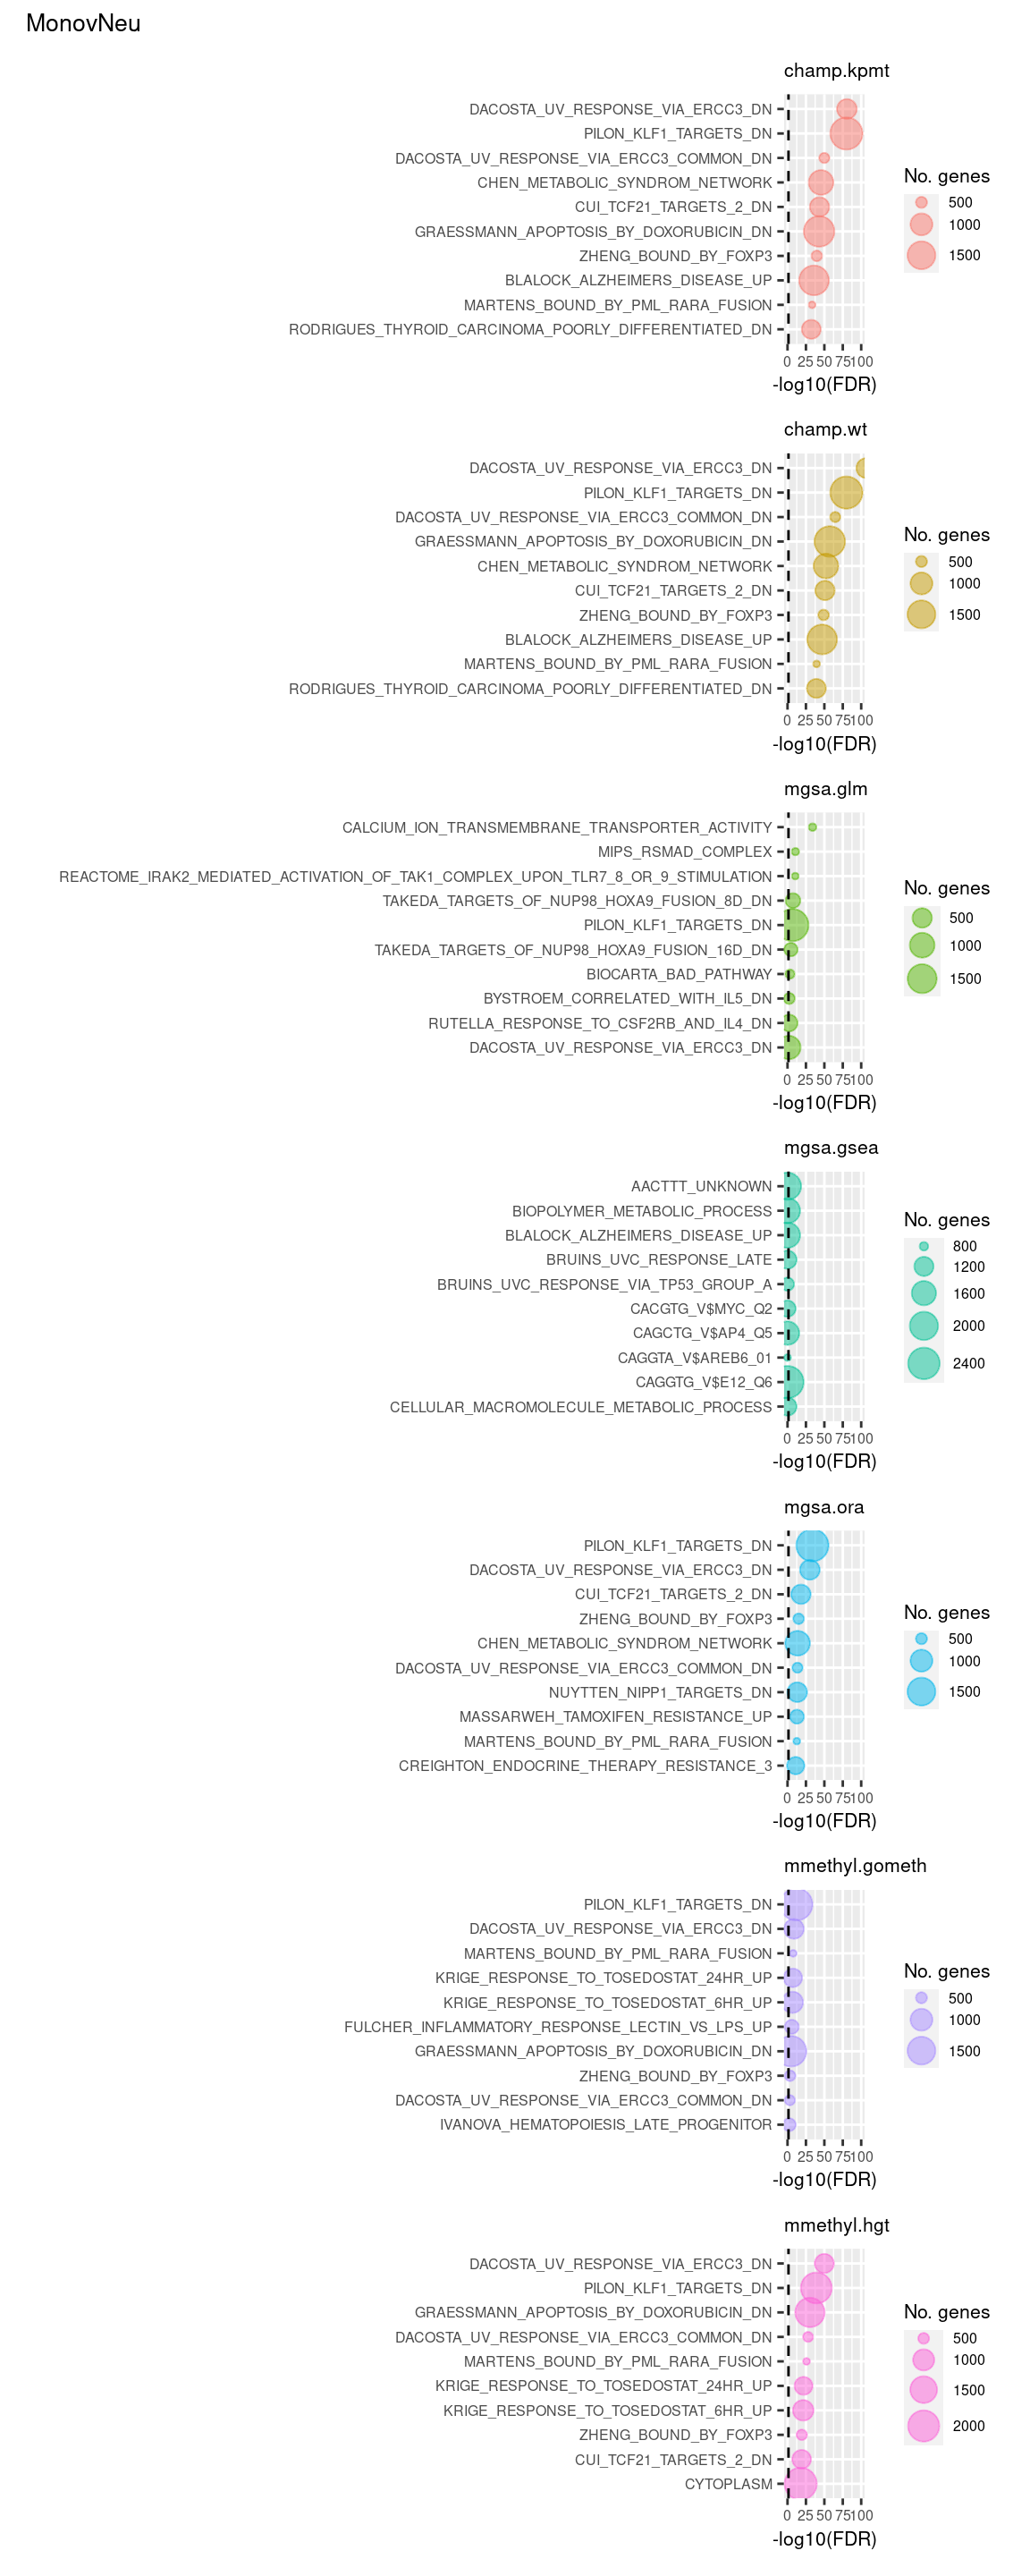 MonovNeu
champ.kpmt
DACOSTA_UV_RESPONSE_VIA_ERCC3_DN
PILON_KLF1_TARGETS_DN
DACOSTA_UV_RESPONSE_VIA_ERCC3_COMMON_DN
CHEN_METABOLIC_SYNDROM_NETWORK
CUI_TCF21_TARGETS_2_DN
GRAESSMANN_APOPTOSIS_BY_DOXORUBICIN_DN
ZHENG_BOUND_BY_FOXP3
BLALOCK_ALZHEIMERS_DISEASE_UP
MARTENS_BOUND_BY_PML_RARA_FUSION
RODRIGUES_THYROID_CARCINOMA_POORLY_DIFFERENTIATED_DN
0 25 50 75 100
-log10(FDR)
No. genes
500
1000
1500
champ.wt
DACOSTA_UV_RESPONSE_VIA_ERCC3_DN
PILON_KLF1_TARGETS_DN
DACOSTA_UV_RESPONSE_VIA_ERCC3_COMMON_DN
GRAESSMANN_APOPTOSIS_BY_DOXORUBICIN_DN
CHEN_METABOLIC_SYNDROM_NETWORK
CUI_TCF21_TARGETS_2_DN
ZHENG_BOUND_BY_FOXP3
BLALOCK_ALZHEIMERS_DISEASE_UP
MARTENS_BOUND_BY_PML_RARA_FUSION
RODRIGUES_THYROID_CARCINOMA_POORLY_DIFFERENTIATED_DN
0 25 50 75 100
-log10(FDR)
No. genes
500
1000
1500
mgsa.glm
CALCIUM_ION_TRANSMEMBRANE_TRANSPORTER_ACTIVITY
MIPS_RSMAD_COMPLEX
REACTOME_IRAK2_MEDIATED_ACTIVATION_OF_TAK1_COMPLEX_UPON_TLR7_8_OR_9_STIMULATION
TAKEDA_TARGETS_OF_NUP98_HOXA9_FUSION_8D_DN
PILON_KLF1_TARGETS_DN
TAKEDA_TARGETS_OF_NUP98_HOXA9_FUSION_16D_DN
BIOCARTA_BAD_PATHWAY
BYSTROEM_CORRELATED_WITH_IL5_DN
RUTELLA_RESPONSE_TO_CSF2RB_AND_IL4_DN
DACOSTA_UV_RESPONSE_VIA_ERCC3_DN
0 25 50 75 100
-log10(FDR)
No. genes
500
1000
1500
mgsa.gsea
AACTTT_UNKNOWN
BIOPOLYMER_METABOLIC_PROCESS
BLALOCK_ALZHEIMERS_DISEASE_UP
BRUINS_UVC_RESPONSE_LATE
BRUINS_UVC_RESPONSE_VIA_TP53_GROUP_A
CACGTG_V$MYC_Q2
CAGCTG_V$AP4_Q5
CAGGTA_V$AREB6_01
CAGGTG_V$E12_Q6
CELLULAR_MACROMOLECULE_METABOLIC_PROCESS
0 25 50 75 100
-log10(FDR)
No. genes
800
1200
1600
2000
2400
mgsa.ora
PILON_KLF1_TARGETS_DN
DACOSTA_UV_RESPONSE_VIA_ERCC3_DN
CUI_TCF21_TARGETS_2_DN
ZHENG_BOUND_BY_FOXP3
CHEN_METABOLIC_SYNDROM_NETWORK
DACOSTA_UV_RESPONSE_VIA_ERCC3_COMMON_DN
NUYTTEN_NIPP1_TARGETS_DN
MASSARWEH_TAMOXIFEN_RESISTANCE_UP
MARTENS_BOUND_BY_PML_RARA_FUSION
CREIGHTON_ENDOCRINE_THERAPY_RESISTANCE_3
0 25 50 75 100
-log10(FDR)
No. genes
500
1000
1500
mmethyl.gometh
PILON_KLF1_TARGETS_DN
DACOSTA_UV_RESPONSE_VIA_ERCC3_DN
MARTENS_BOUND_BY_PML_RARA_FUSION
KRIGE_RESPONSE_TO_TOSEDOSTAT_24HR_UP
KRIGE_RESPONSE_TO_TOSEDOSTAT_6HR_UP
FULCHER_INFLAMMATORY_RESPONSE_LECTIN_VS_LPS_UP
GRAESSMANN_APOPTOSIS_BY_DOXORUBICIN_DN
ZHENG_BOUND_BY_FOXP3
DACOSTA_UV_RESPONSE_VIA_ERCC3_COMMON_DN
IVANOVA_HEMATOPOIESIS_LATE_PROGENITOR
0 25 50 75 100
-log10(FDR)
No. genes
500
1000
1500
mmethyl.hgt
DACOSTA_UV_RESPONSE_VIA_ERCC3_DN
PILON_KLF1_TARGETS_DN
GRAESSMANN_APOPTOSIS_BY_DOXORUBICIN_DN
DACOSTA_UV_RESPONSE_VIA_ERCC3_COMMON_DN
MARTENS_BOUND_BY_PML_RARA_FUSION
KRIGE_RESPONSE_TO_TOSEDOSTAT_24HR_UP
KRIGE_RESPONSE_TO_TOSEDOSTAT_6HR_UP
ZHENG_BOUND_BY_FOXP3
CUI_TCF21_TARGETS_2_DN
CYTOPLASM
0 25 50 75 100
-log10(FDR)
No. genes
500
1000
1500
2000